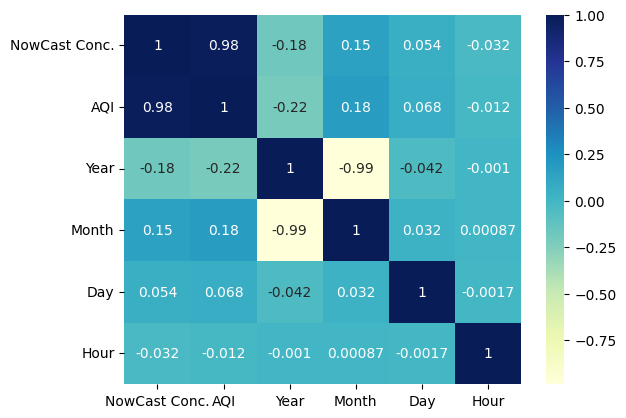 NowCast Conc. 1 0.98 -0.18 0.15 0.054 -0.032
AQI 0.98 1 -0.22 0.18 0.068 -0.012
Year -0.18 -0.22 1 -0.99 -0.042 -0.001
Month 0.15 0.18 -0.99 1 0.032 0.00087
Day 0.054 0.068 -0.042 0.032 1 -0.0017
Hour -0.032 -0.012 -0.001 0.00087 -0.0017 1
NowCast Conc. AQI Year Month Day Hour
1.00
0.75
0.50
0.25
0.00
−0.25
−0.50
−0.75